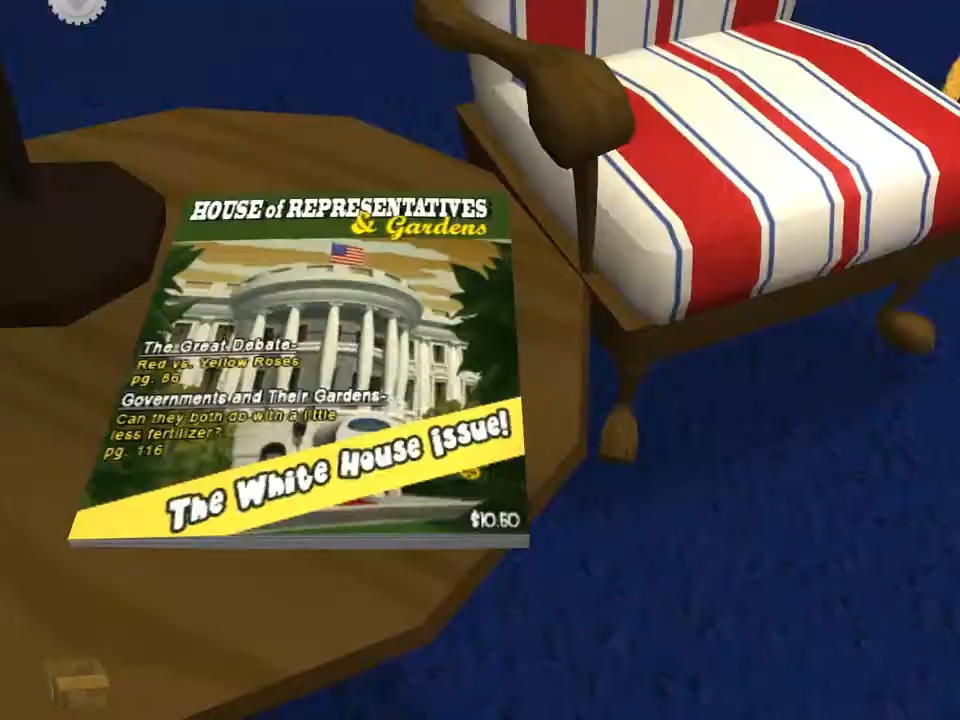 HOUSE of REPRESENTATIVES
& Gardens
The Great Debate-
Red vs. Yellow Roses
pg. 86
Governments and Their Gardens-
Can they both do with a little
less fertilizer?
pg. 116
The White House issue!
$10.50